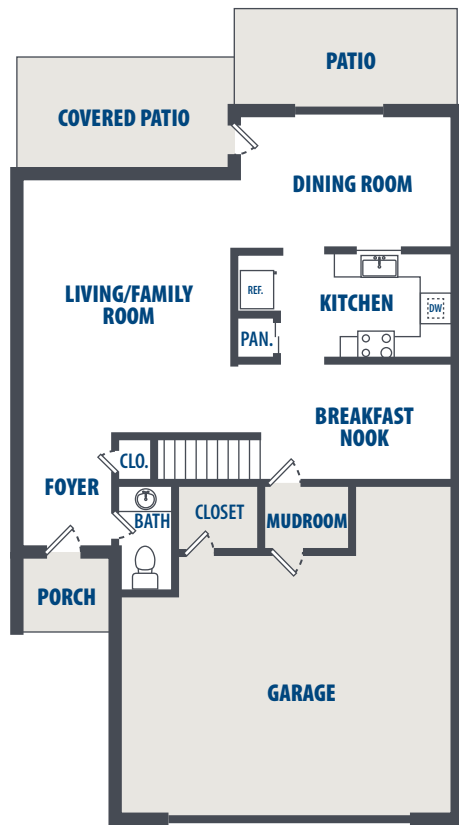 PATIO
COVERED PATIO
DINING ROOM
LIVING/FAMILY
ROOM
REF.
KITCHEN
DW
PAN.
BREAKFAST
NOOK
CLO.
FOYER
BATH
CLOSET
MUDROOM
PORCH
GARAGE